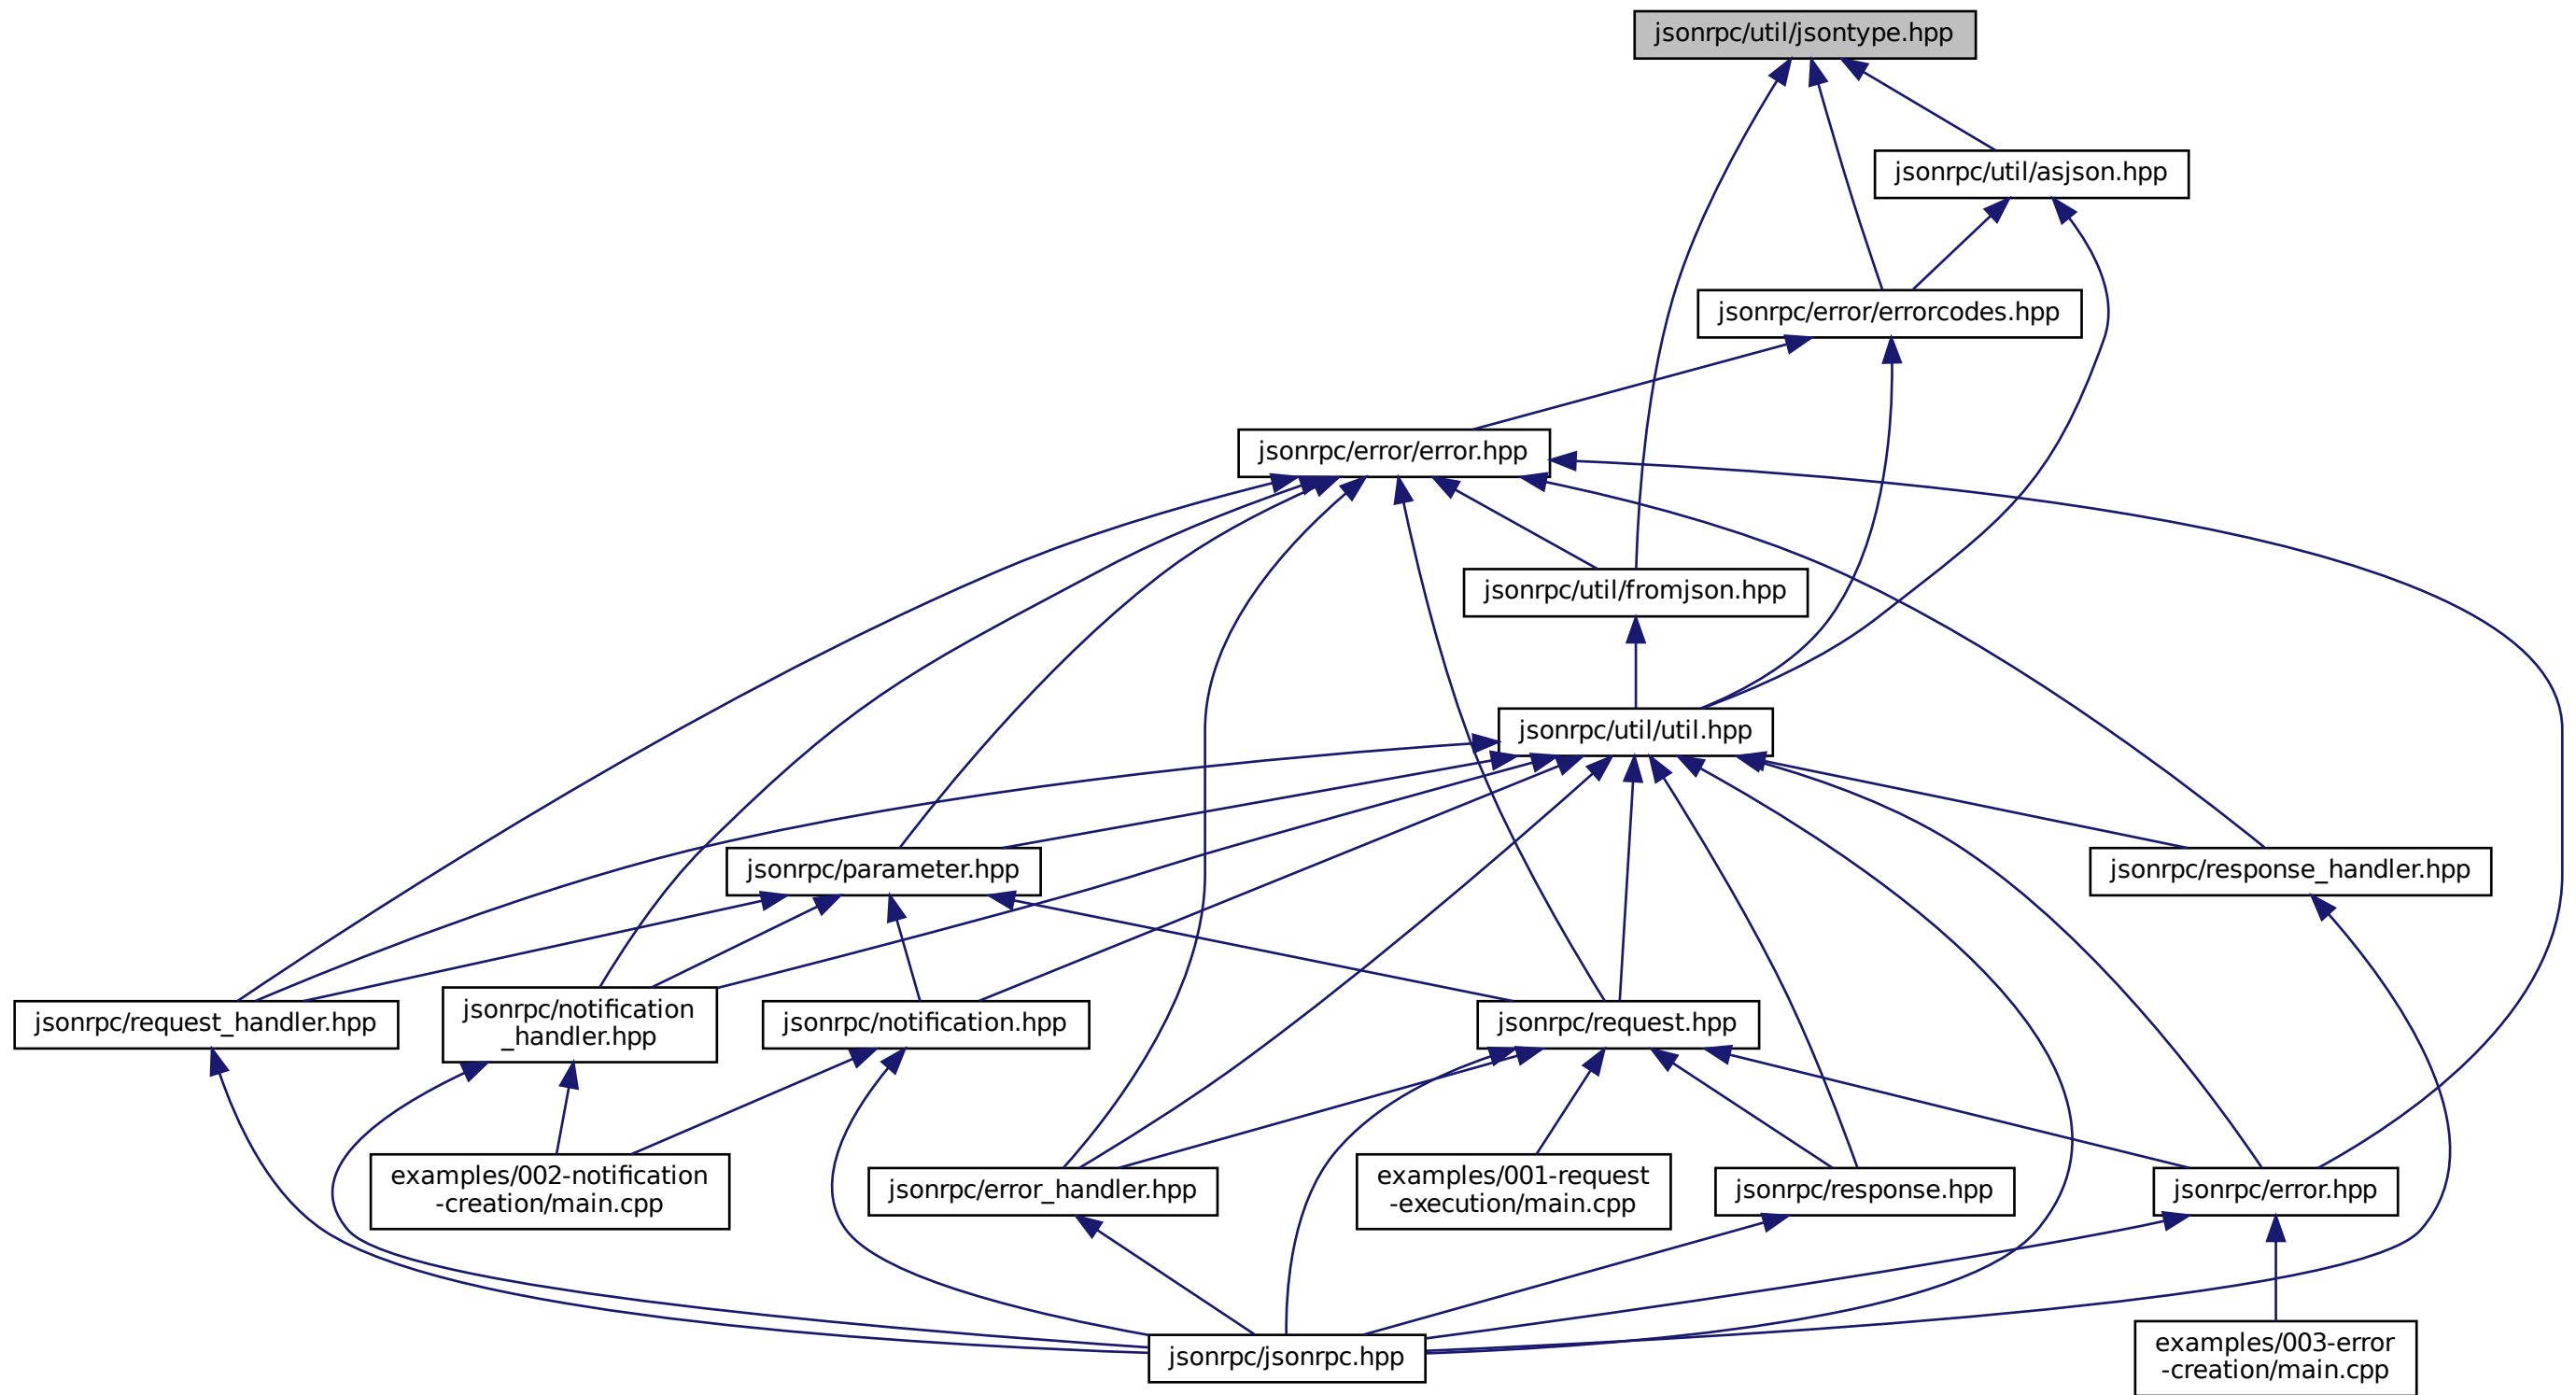 jsonrpc/util/jsontype.hpp
jsonrpc/util/asjson.hpp
jsonrpc/error/errorcodes.hpp
jsonrpc/error/error.hpp
jsonrpc/util/fromjson.hpp
jsonrpc/util/util.hpp
jsonrpc/parameter.hpp
jsonrpc/response_handler.hpp
jsonrpc/request_handler.hpp
jsonrpc/notification
_handler.hpp
jsonrpc/notification.hpp
jsonrpc/request.hpp
examples/002-notification
-creation/main.cpp
jsonrpc/error_handler.hpp
examples/001-request
-execution/main.cpp
jsonrpc/response.hpp
jsonrpc/error.hpp
jsonrpc/jsonrpc.hpp
examples/003-error
-creation/main.cpp